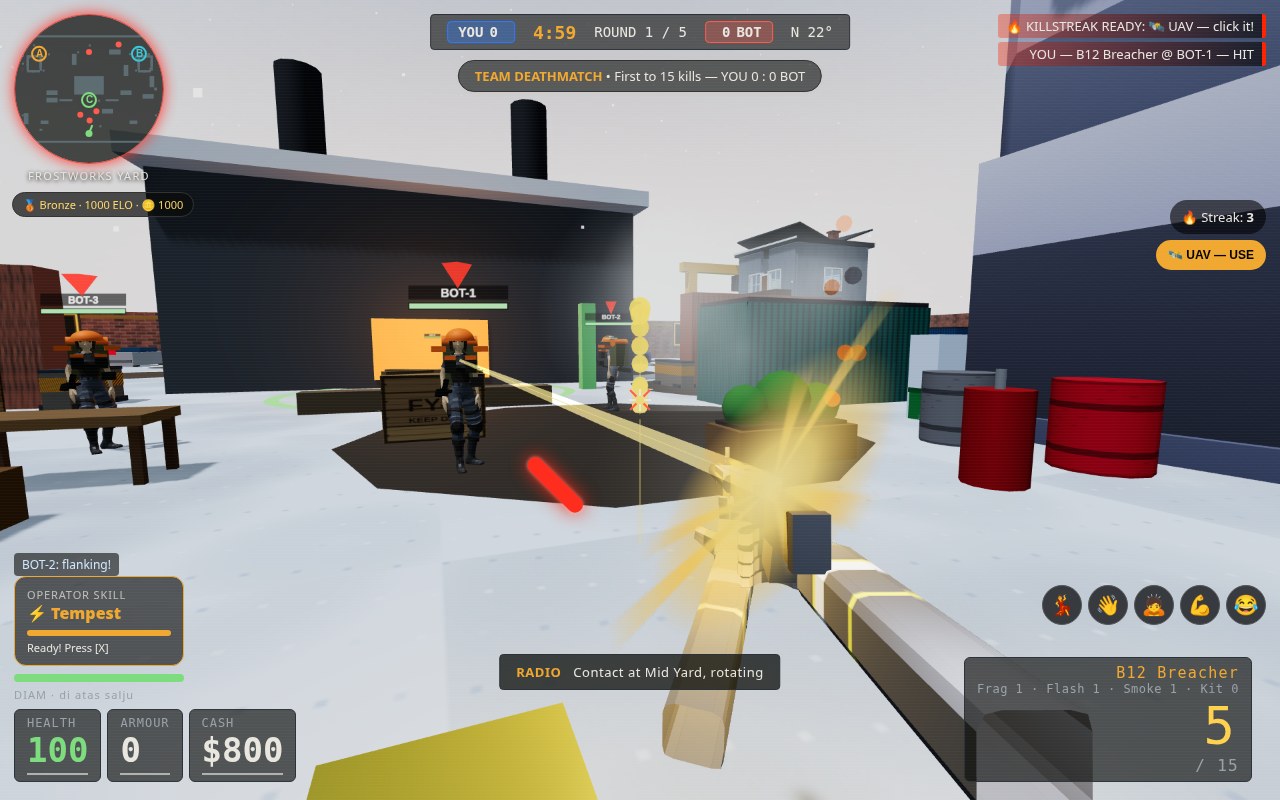 YOU 0 4:59 ROUND 1 / 5 0 BOT N 22°
TEAM DEATHMATCH • First to 15 kills — YOU 0 : 0 BOT
🔥 KILLSTREAK READY: 🛰️ UAV — click it!
YOU — B12 Breacher @ BOT-1 — HIT
A
B
C
FROSTWORKS YARD
🥉 Bronze · 1000 ELO · 🪙 1000
🔥 Streak: 3
🛰️ UAV — USE
BOT-3
BOT-1
BOT-2
BOT-2: flanking!
OPERATOR SKILL
⚡ Tempest
Ready! Press [X]
DIAM · di atas salju
HEALTH
100
ARMOUR
0
CASH
$800
RADIO Contact at Mid Yard, rotating
B12 Breacher
Frag 1 · Flash 1 · Smoke 1 · Kit 0
5
/ 15